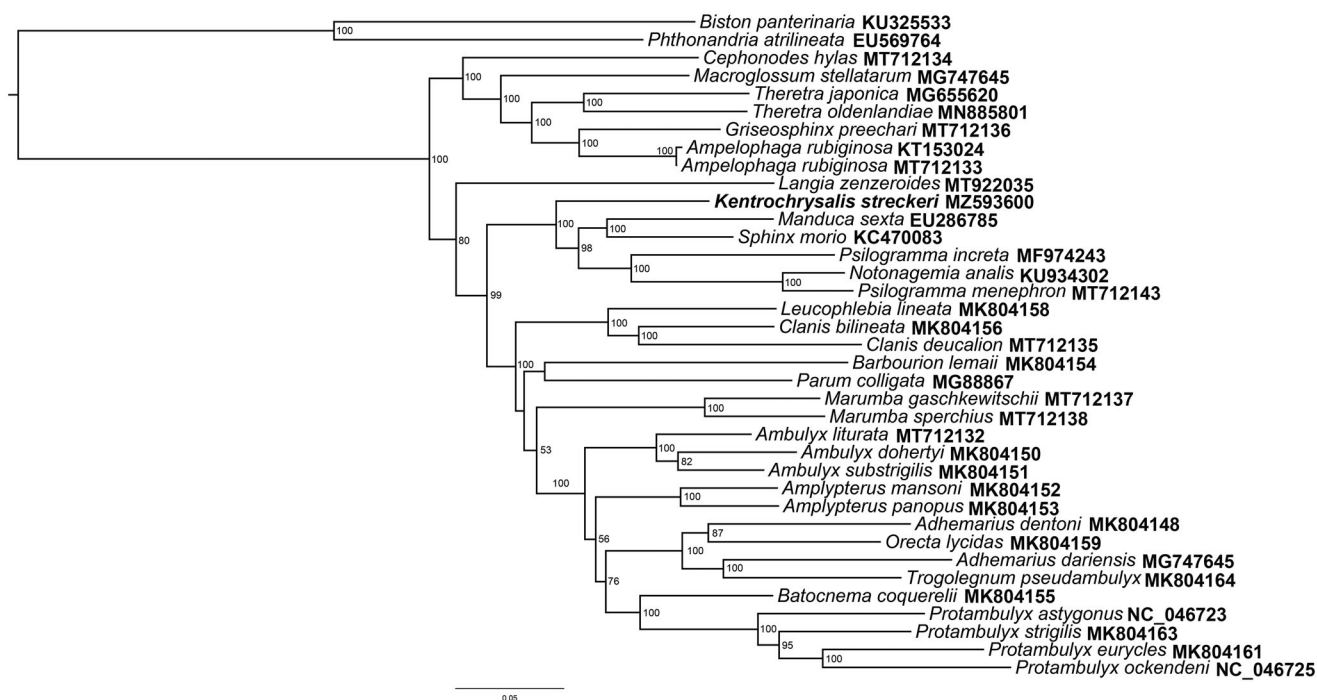 Biston panterinaria KU325533
100
Phthonandria atrilineata EU569764
Cephonodes hylas MT712134
100
Macroglossum stellatarum MG747645
100
Theretra japonica MG655620
100
Theretra oldenlandiae MN885801
100
Griseosphinx preechari MT712136
100
Ampelophaga rubiginosa KT153024
100
Ampelophaga rubiginosa MT712133
100
Langia zenzeroides MT922035
Kentrochrysalis streckeri MZ593600
Manduca sexta EU286785
100
100
Sphinx morio KC470083
80
98
Psilogramma increta MF974243
100
Notonagemia analis KU934302
100
Psilogramma menephron MT712143
99
Leucophlebia lineata MK804158
100
Clanis bilineata MK804156
100
Clanis deucalion MT712135
100
Barbourion lemaii MK804154
Parum colligata MG88867
Marumba gaschkewitschii MT712137
100
Marumba sperchius MT712138
Ambulyx liturata MT712132
53
100
Ambulyx dohertyi MK804150
82
Ambulyx substrigilis MK804151
100
Amplypterus mansoni MK804152
100
Amplypterus panopus MK804153
Adhemarius dentoni MK804148
87
56
Orecta lycidas MK804159
100
Adhemarius dariensis MG747645
100
Trogolegnum pseudambulyx MK804164
76
Batocnema coquerelii MK804155
100
Protambulyx astygonus NC_046723
100
Protambulyx strigilis MK804163
95
Protambulyx eurycles MK804161
100
Protambulyx ockendeni NC_046725
0.05